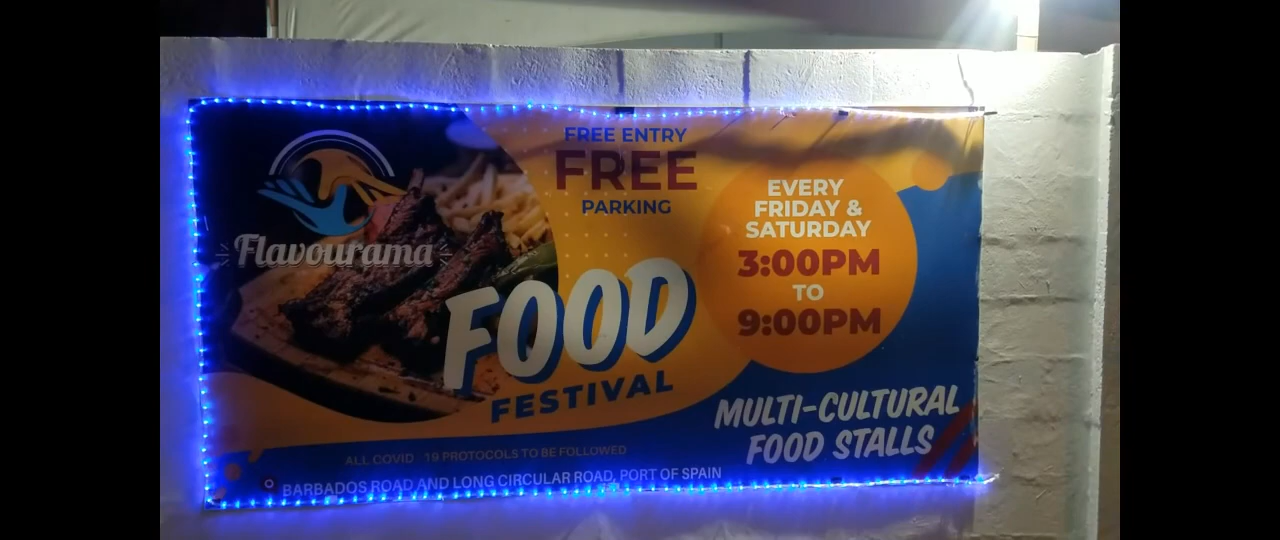 Flavourama
FREE ENTRY
FREE
PARKING
FOOD
FESTIVAL
EVERY
FRIDAY &
SATURDAY
3:00PM
TO
9:00PM
MULTI-CULTURAL
FOOD STALLS
ALL COVID 19 PROTOCOLS TO BE FOLLOWED
BARBADOS ROAD AND LONG CIRCULAR ROAD, PORT OF SPAIN